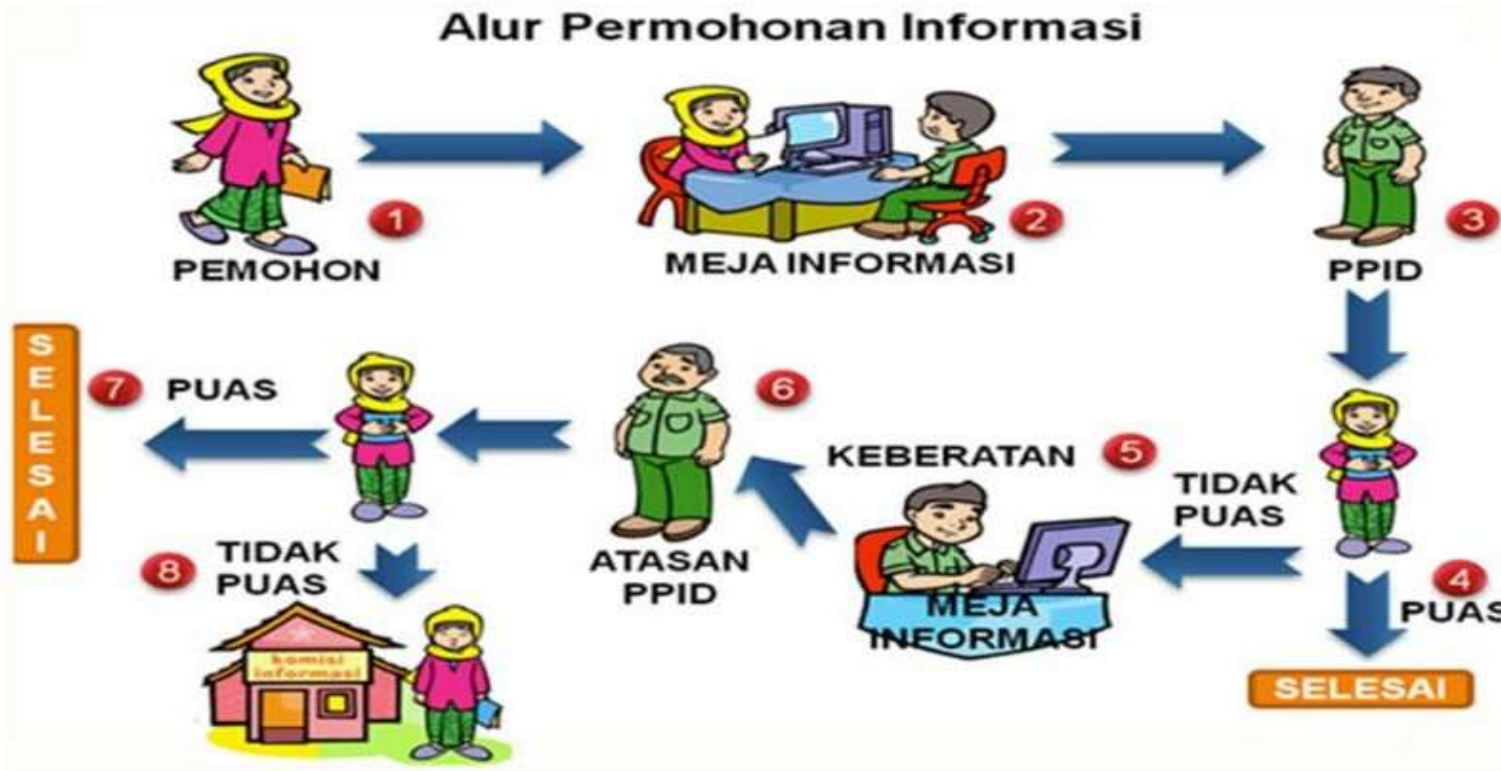 Alur Permohonan Informasi
1
PEMOHON
2
MEJA INFORMASI
3
PPID
4
PUAS
SELESAI
TIDAK
PUAS
5
KEBERATAN
MEJA
INFORMASI
6
ATASAN
PPID
7
PUAS
SELESAI
8
TIDAK
PUAS
komisi
informasi